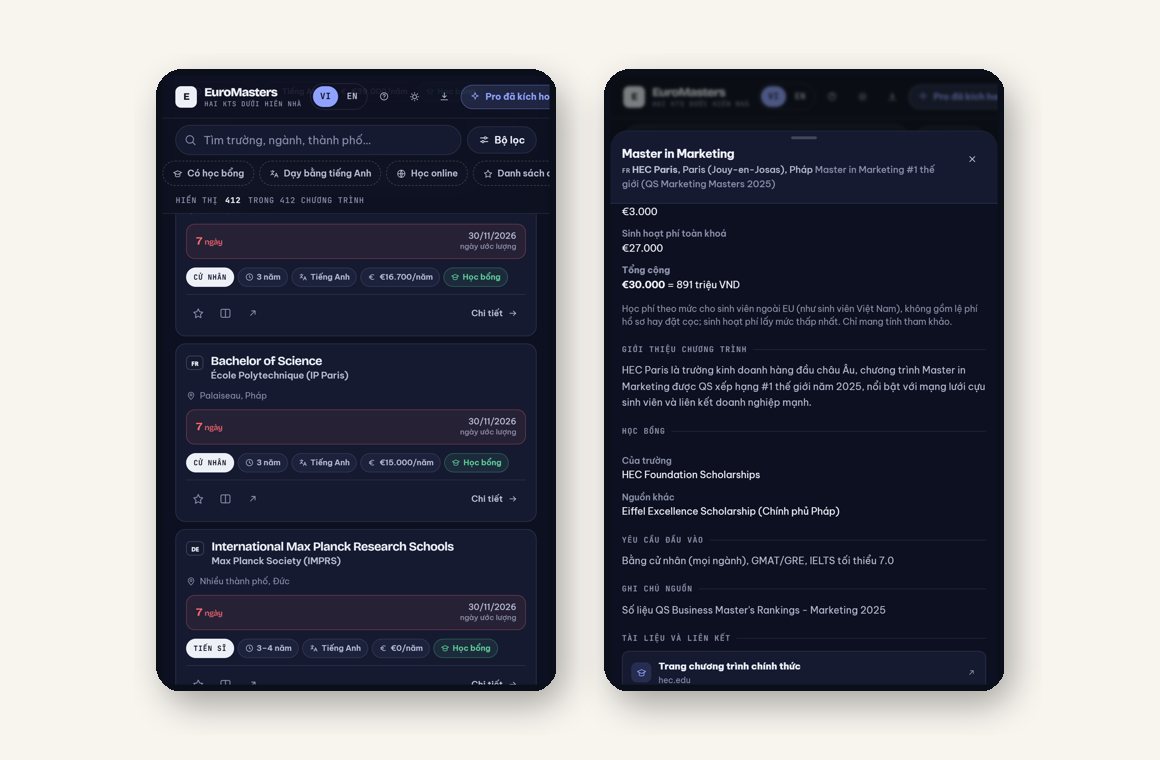 E
EuroMasters
HAI KTS DƯỚI HIÊN NHÀ
VI EN
Pro đã kích ho
Tìm trường, ngành, thành phố...
Bộ lọc
Có học bổng
Dạy bằng tiếng Anh
Học online
Danh sách
HIỂN THỊ 412 TRONG 412 CHƯƠNG TRÌNH
7 ngày
30/11/2026
ngày ước lượng
CỬ NHÂN
3 năm
Tiếng Anh
€ €16.700/năm
Học bổng
Chi tiết →
FR
Bachelor of Science
École Polytechnique (IP Paris)
Palaiseau, Pháp
7 ngày
30/11/2026
ngày ước lượng
CỬ NHÂN
3 năm
Tiếng Anh
€ €15.000/năm
Học bổng
Chi tiết →
DE
International Max Planck Research Schools
Max Planck Society (IMPRS)
Nhiều thành phố, Đức
7 ngày
30/11/2026
ngày ước lượng
TIẾN SĨ
3–4 năm
Tiếng Anh
€ €0/năm
Học bổng
Chi tiết →
EuroMasters
VI EN
Pro đã kích ho
Master in Marketing
FR HEC Paris, Paris (Jouy-en-Josas), Pháp Master in Marketing #1 thế
giới (QS Marketing Masters 2025)
€3.000
Sinh hoạt phí toàn khoá
€27.000
Tổng cộng
€30.000 = 891 triệu VND
Học phí theo mức cho sinh viên ngoài EU (như sinh viên Việt Nam), không gồm lệ phí
hồ sơ hay đặt cọc; sinh hoạt phí lấy mức thấp nhất. Chỉ mang tính tham khảo.
GIỚI THIỆU CHƯƠNG TRÌNH
HEC Paris là trường kinh doanh hàng đầu châu Âu, chương trình Master in
Marketing được QS xếp hạng #1 thế giới năm 2025, nổi bật với mạng lưới cựu
sinh viên và liên kết doanh nghiệp mạnh.
HỌC BỔNG
Của trường
HEC Foundation Scholarships
Nguồn khác
Eiffel Excellence Scholarship (Chính phủ Pháp)
YÊU CẦU ĐẦU VÀO
Bằng cử nhân (mọi ngành), GMAT/GRE, IELTS tối thiểu 7.0
GHI CHÚ NGUỒN
Số liệu QS Business Master's Rankings - Marketing 2025
TÀI LIỆU VÀ LIÊN KẾT
Trang chương trình chính thức
hec.edu